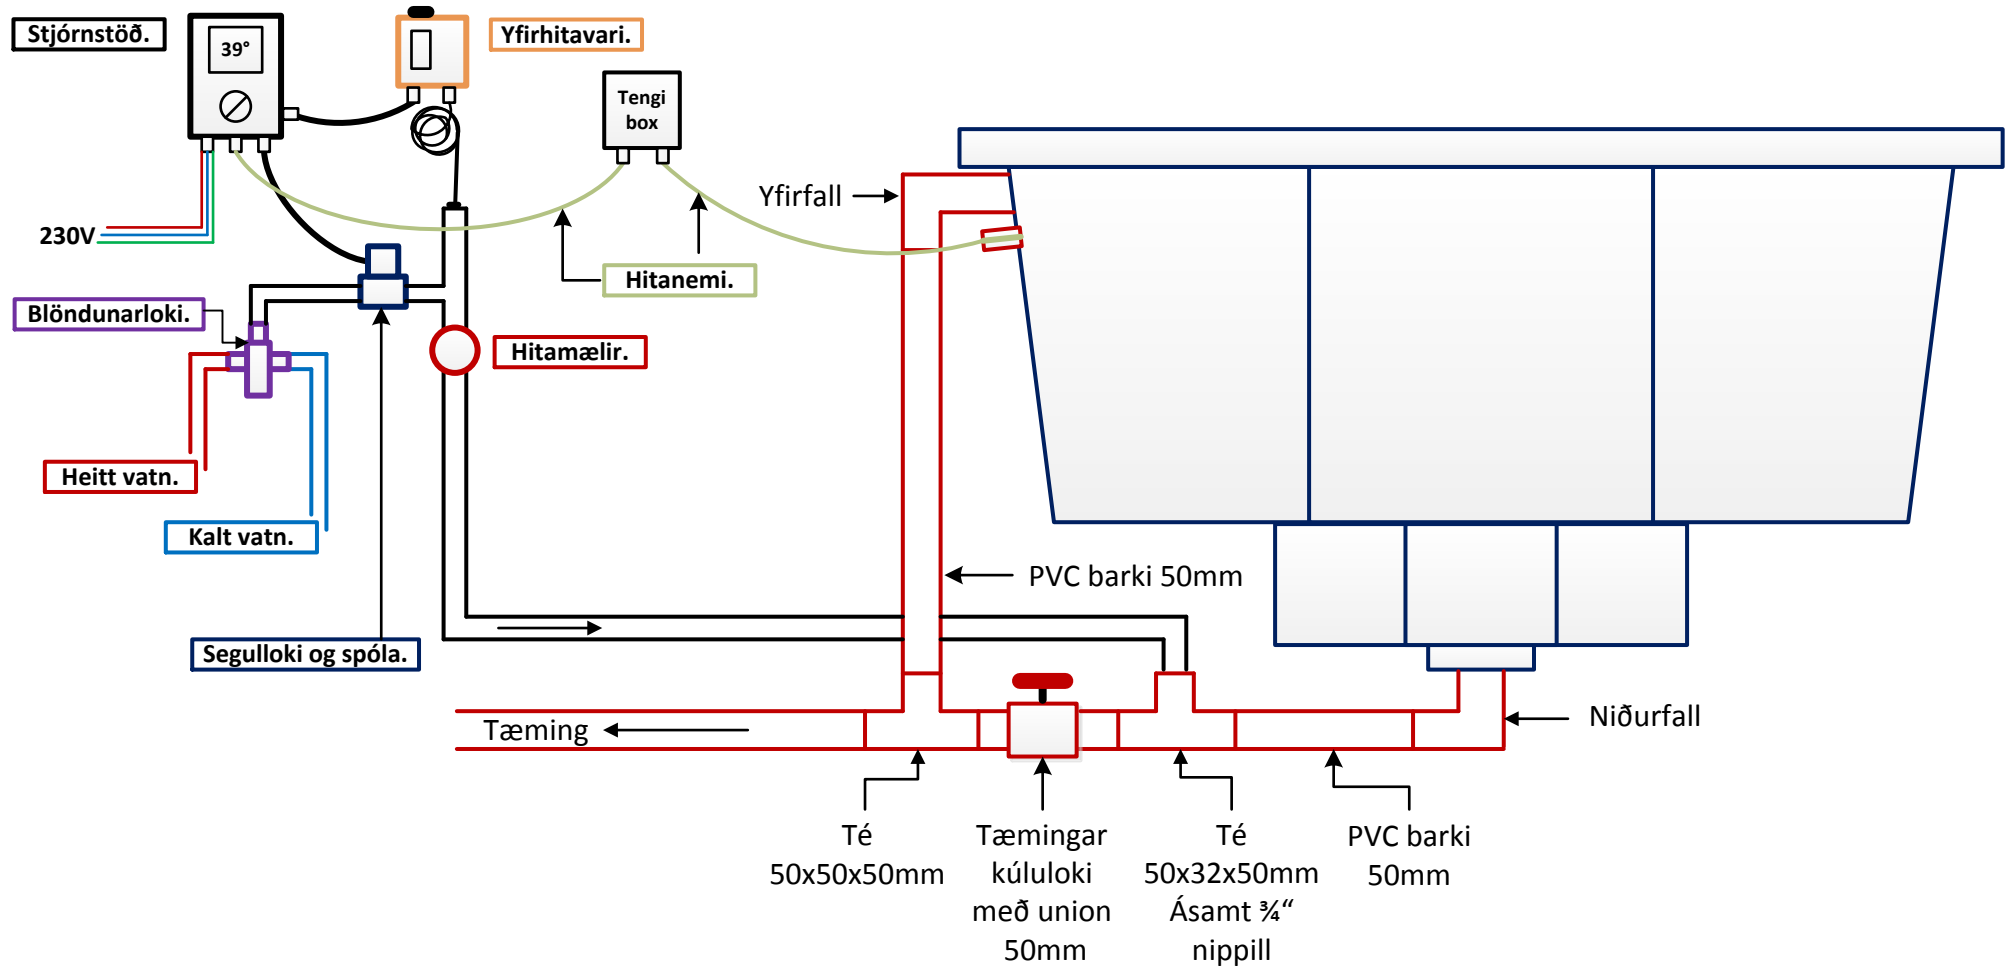 Stjórnstöð.
39°
Yfirhitavari.
Tengi
box
Yfirfall
230V
Hitanemi.
Blöndunarloki.
Hitamælir.
Heitt vatn.
Kalt vatn.
PVC barki 50mm
Segulloki og spóla.
Tæming
Niðurfall
Té
50x50x50mm
Tæmingar
kúluloki
með union
50mm
Té
50x32x50mm
Ásamt ¾“
nippill
PVC barki
50mm